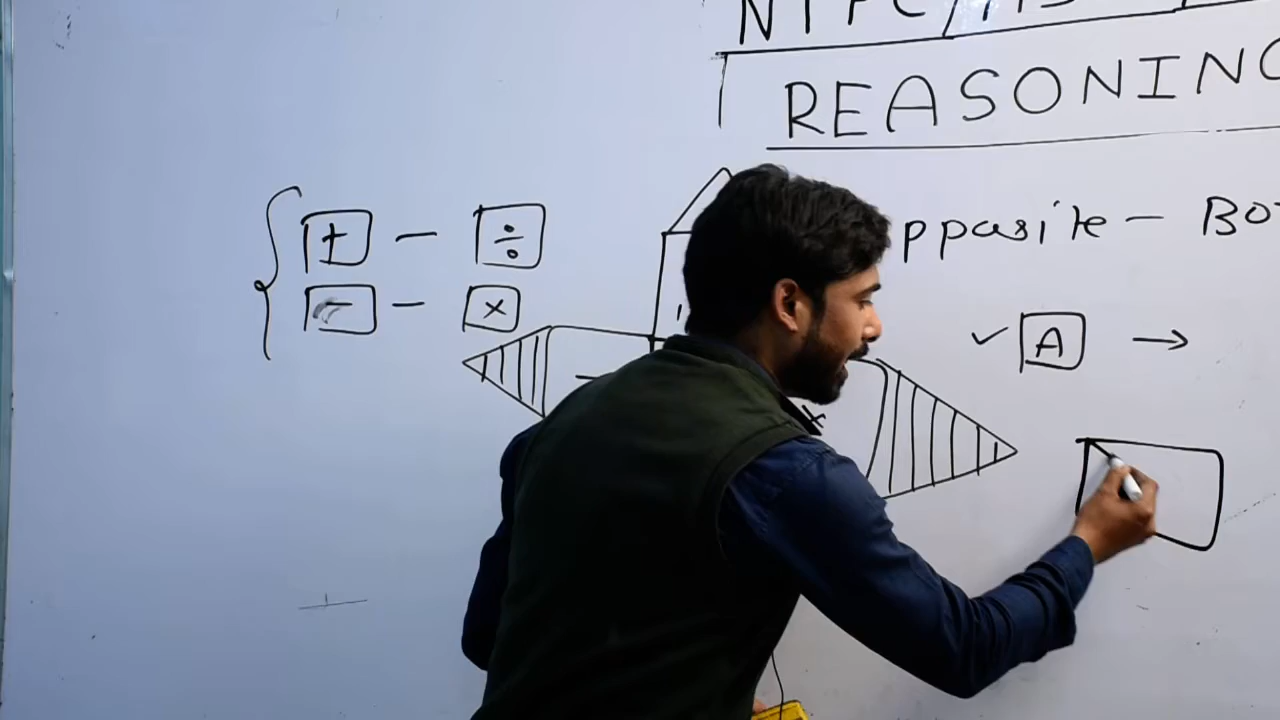 REASONING
+ - ÷
- - ×
pposite - Bo
✓ A →
×